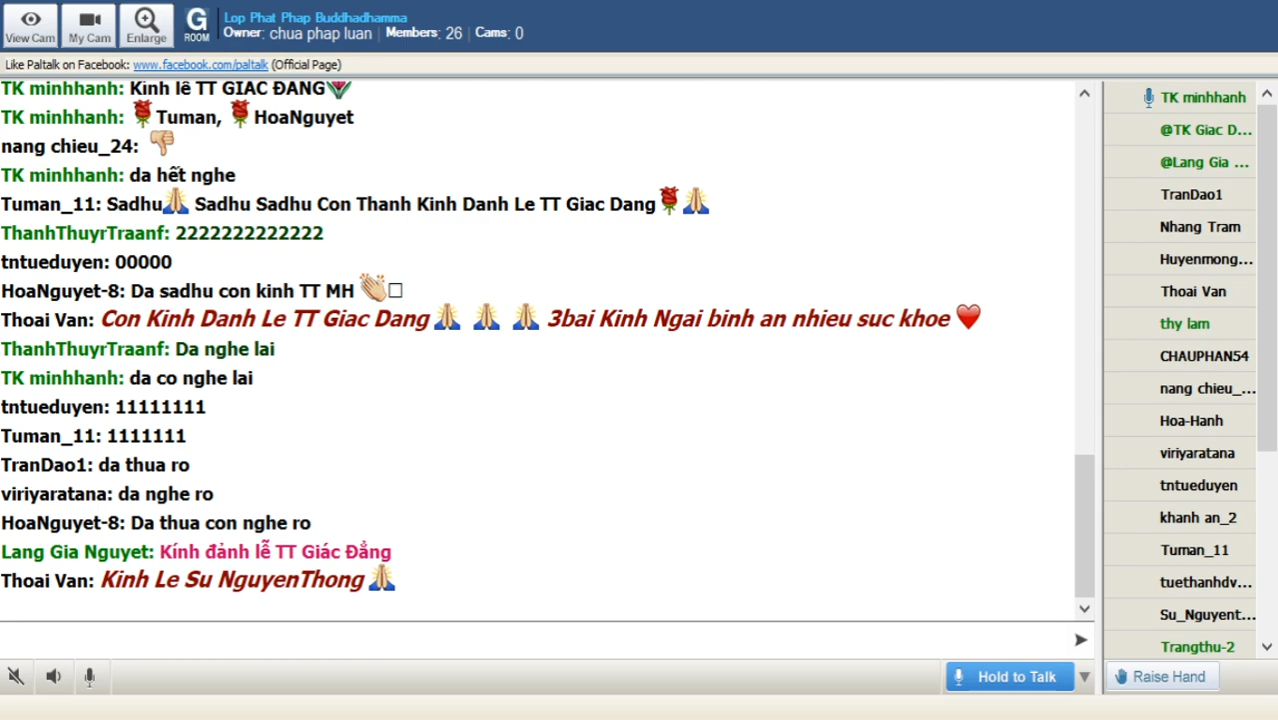 View Cam
My Cam
Enlarge
G
ROOM
Lop Phat Phap Buddhadhamma
Owner: chua phap luan | Members: 26 | Cams: 0
Like Paltalk on Facebook: www.facebook.com/paltalk (Official Page)
TK minhhanh: Kinh lê TT GIAC ĐANG
TK minhhanh: Tuman, HoaNguyet
nang chieu_24:
TK minhhanh: da hết nghe
Tuman_11: Sadhu Sadhu Sadhu Con Thanh Kinh Danh Le TT Giac Dang
ThanhThuyrTraanf: 2222222222222
tntueduyen: 00000
HoaNguyet-8: Da sadhu con kinh TT MH
Thoai Van: Con Kinh Danh Le TT Giac Dang 3bai Kinh Ngai binh an nhieu suc khoe
ThanhThuyrTraanf: Da nghe lai
TK minhhanh: da co nghe lai
tntueduyen: 11111111
Tuman_11: 1111111
TranDao1: da thua ro
viriyaratana: da nghe ro
HoaNguyet-8: Da thua con nghe ro
Lang Gia Nguyet: Kính đảnh lễ TT Giác Đẳng
Thoai Van: Kinh Le Su NguyenThong
TK minhhanh
@TK Giac D...
@Lang Gia ...
TranDao1
Nhang Tram
Huyenmong...
Thoai Van
thy lam
CHAUPHAN54
nang chieu_...
Hoa-Hanh
viriyaratana
tntueduyen
khanh an_2
Tuman_11
tuethanhdv...
Su_Nguyent...
Trangthu-2
Hold to Talk
Raise Hand